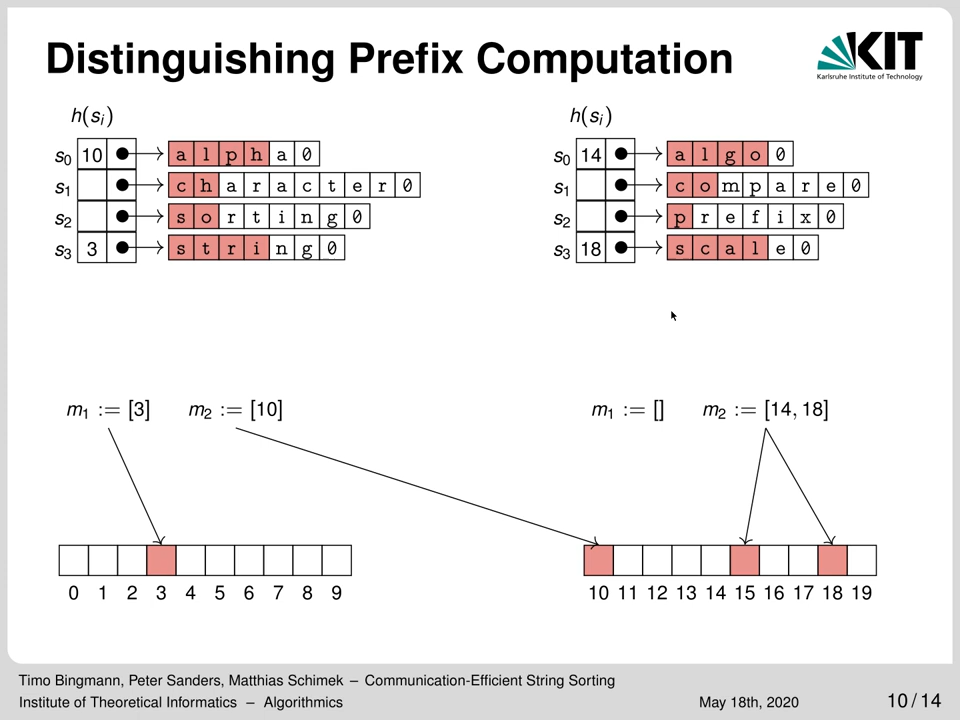 Distinguishing Prefix Computation
KIT
Karlsruhe Institute of Technology
h(sᵢ)
s₀ 10 a l p h a 0
s₁ c h a r a c t e r 0
s₂ s o r t i n g 0
s₃ 3 s t r i n g 0
h(sᵢ)
s₀ 14 a l g o 0
s₁ c o m p a r e 0
s₂ p r e f i x 0
s₃ 18 s c a l e 0
m₁ := [3] m₂ := [10]
m₁ := [] m₂ := [14, 18]
0 1 2 3 4 5 6 7 8 9
10 11 12 13 14 15 16 17 18 19
Timo Bingmann, Peter Sanders, Matthias Schimek – Communication-Efficient String Sorting
Institute of Theoretical Informatics – Algorithmics
May 18th, 2020
10 / 14